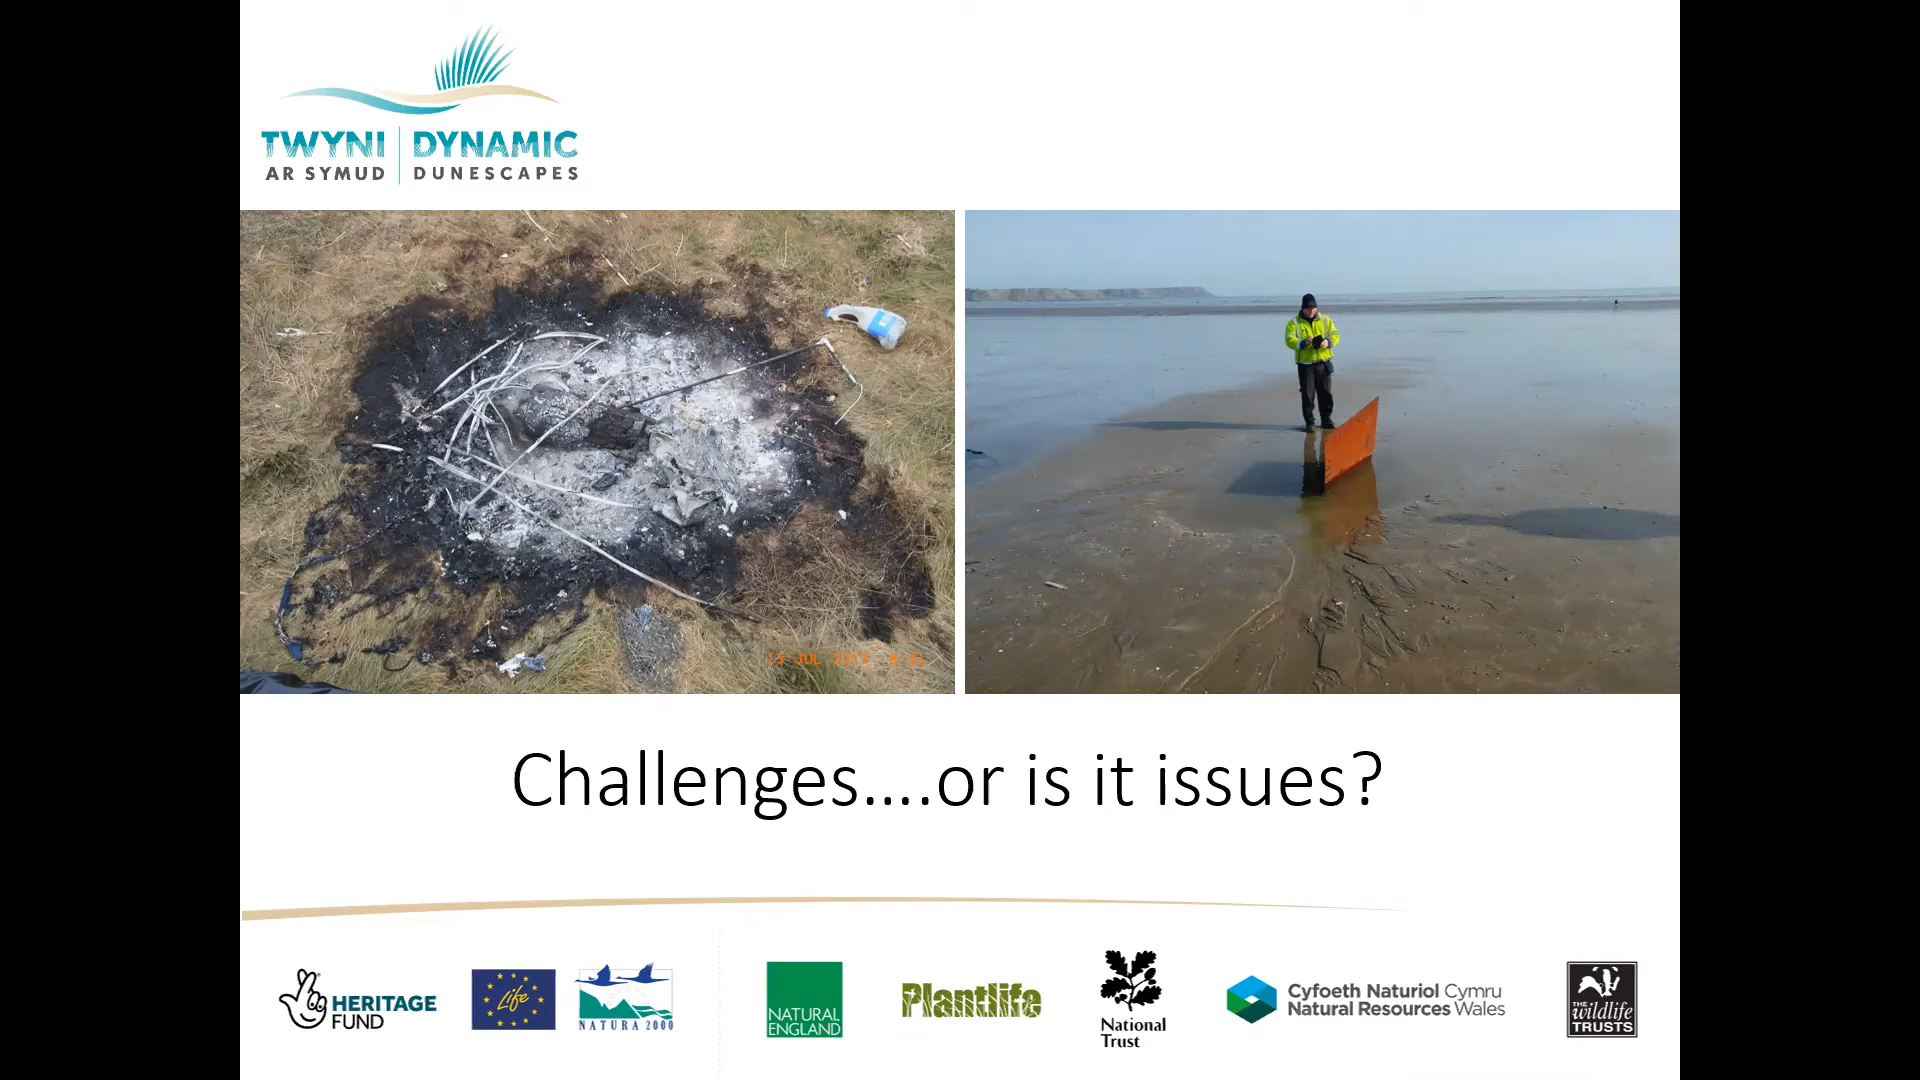 TWYNI
AR SYMUD
DYNAMIC
DUNESCAPES
Challenges....or is it issues?
HERITAGE
FUND
Life
NATURA 2000
NATURAL
ENGLAND
Plantlife
National
Trust
Cyfoeth Naturiol Cymru
Natural Resources Wales
THE
wildlife
TRUSTS